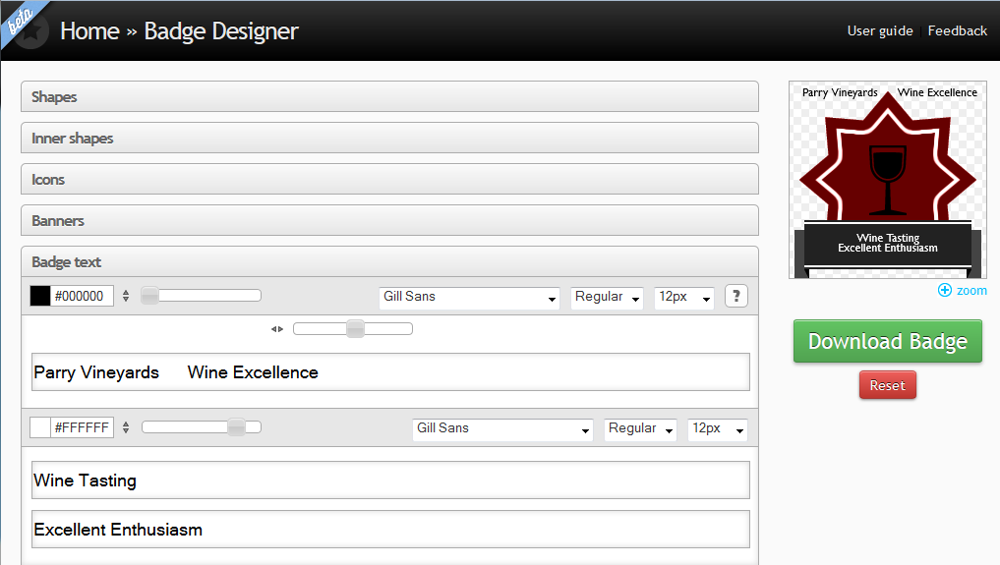 beta
Home » Badge Designer
User guide | Feedback
Shapes
Inner shapes
Icons
Banners
Badge text
#000000
Gill Sans
Regular
12px
?
Parry Vineyards Wine Excellence
#FFFFFF
Gill Sans
Regular
12px
Wine Tasting
Excellent Enthusiasm
Parry Vineyards Wine Excellence
Wine Tasting
Excellent Enthusiasm
zoom
Download Badge
Reset